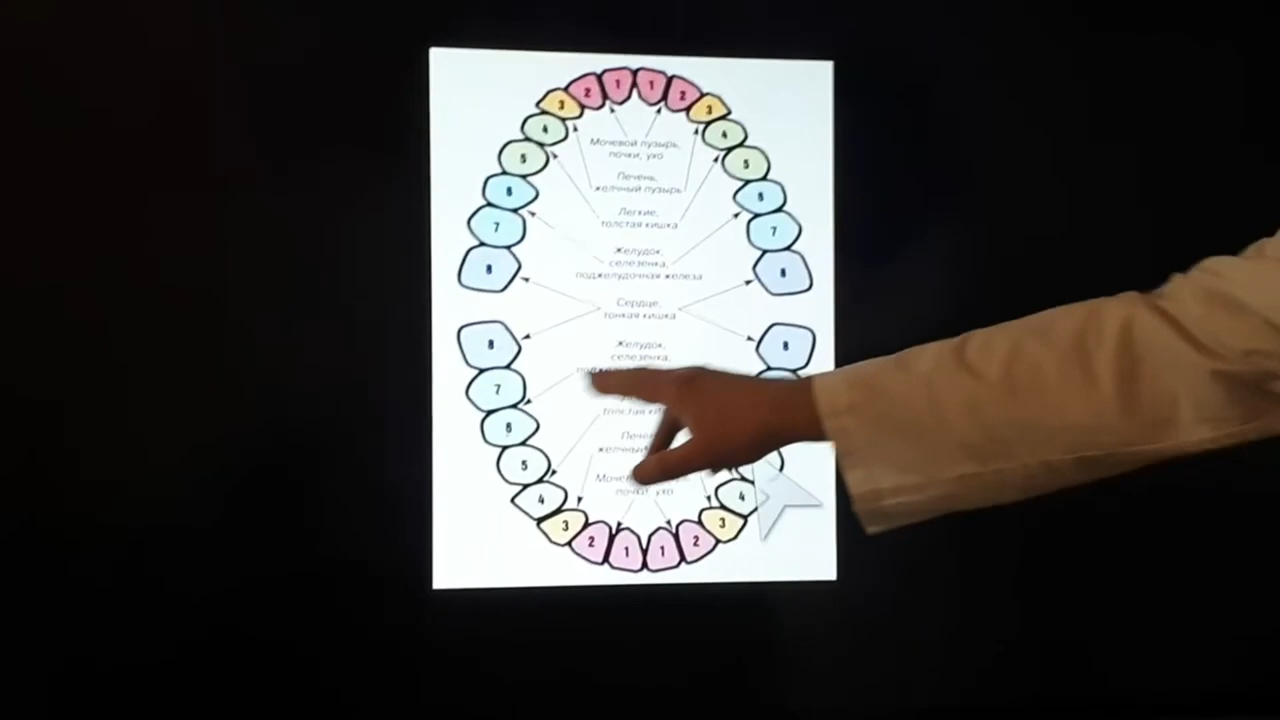 1 1
2 2
3 3
4 4
5 5
6 6
7 7
8 8
Мочевой пузырь,
почки, ухо
Печень,
желчный пузырь
Легкие,
толстая кишка
Желудок,
селезенка,
поджелудочная железа
Сердце,
тонкая кишка
8 8
Желудок,
селезенка,
7
6
толстая
5
4 4
почки, ухо
3 3
2 2
1 1